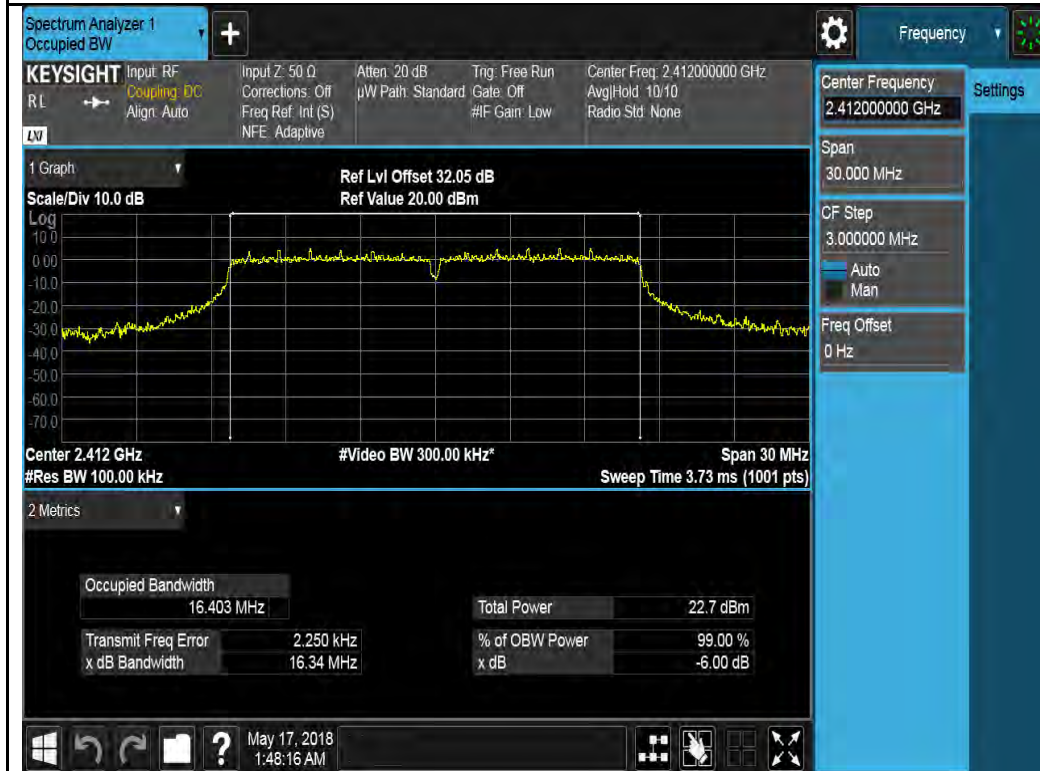 Spectrum Analyzer 1
Occupied BW
+
Frequency
KEYSIGHT
RL
LXI
Input: RF
Coupling: DC
Align: Auto
Input Z: 50 Ω
Corrections: Off
Freq Ref: Int (S)
NFE: Adaptive
Atten: 20 dB
µW Path: Standard
Trig: Free Run
Gate: Off
#IF Gain: Low
Center Freq: 2.412000000 GHz
Avg|Hold: 10/10
Radio Std: None
Center Frequency
2.412000000 GHz
Settings
Span
30.000 MHz
CF Step
3.000000 MHz
Auto
Man
Freq Offset
0 Hz
1 Graph
Scale/Div 10.0 dB
Ref Lvl Offset 32.05 dB
Ref Value 20.00 dBm
Log
10.0
0.00
-10.0
-20.0
-30.0
-40.0
-50.0
-60.0
-70.0
Center 2.412 GHz
#Res BW 100.00 kHz
#Video BW 300.00 kHz*
Span 30 MHz
Sweep Time 3.73 ms (1001 pts)
2 Metrics
Occupied Bandwidth
16.403 MHz
Transmit Freq Error 2.250 kHz
x dB Bandwidth 16.34 MHz
Total Power 22.7 dBm
% of OBW Power 99.00 %
x dB -6.00 dB
?
May 17, 2018
1:48:16 AM